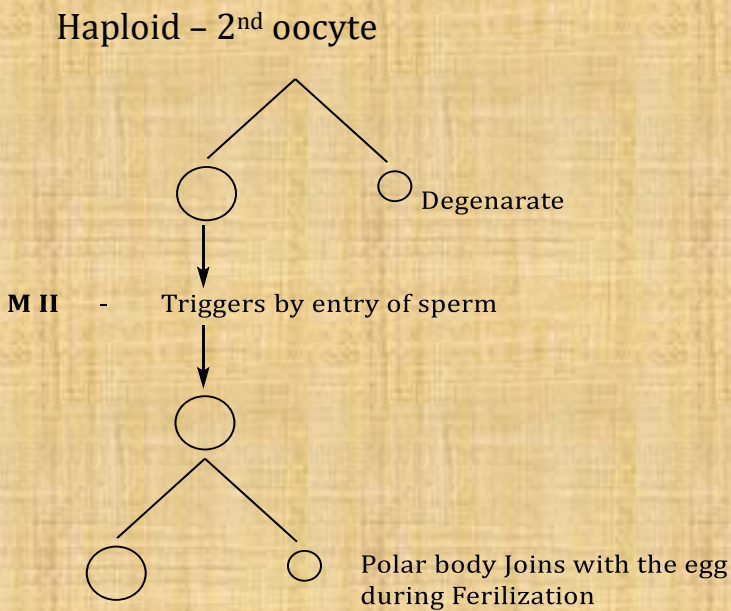 Haploid – 2nd oocyte
Degenarate
M II - Triggers by entry of sperm
Polar body Joins with the egg
during Ferilization